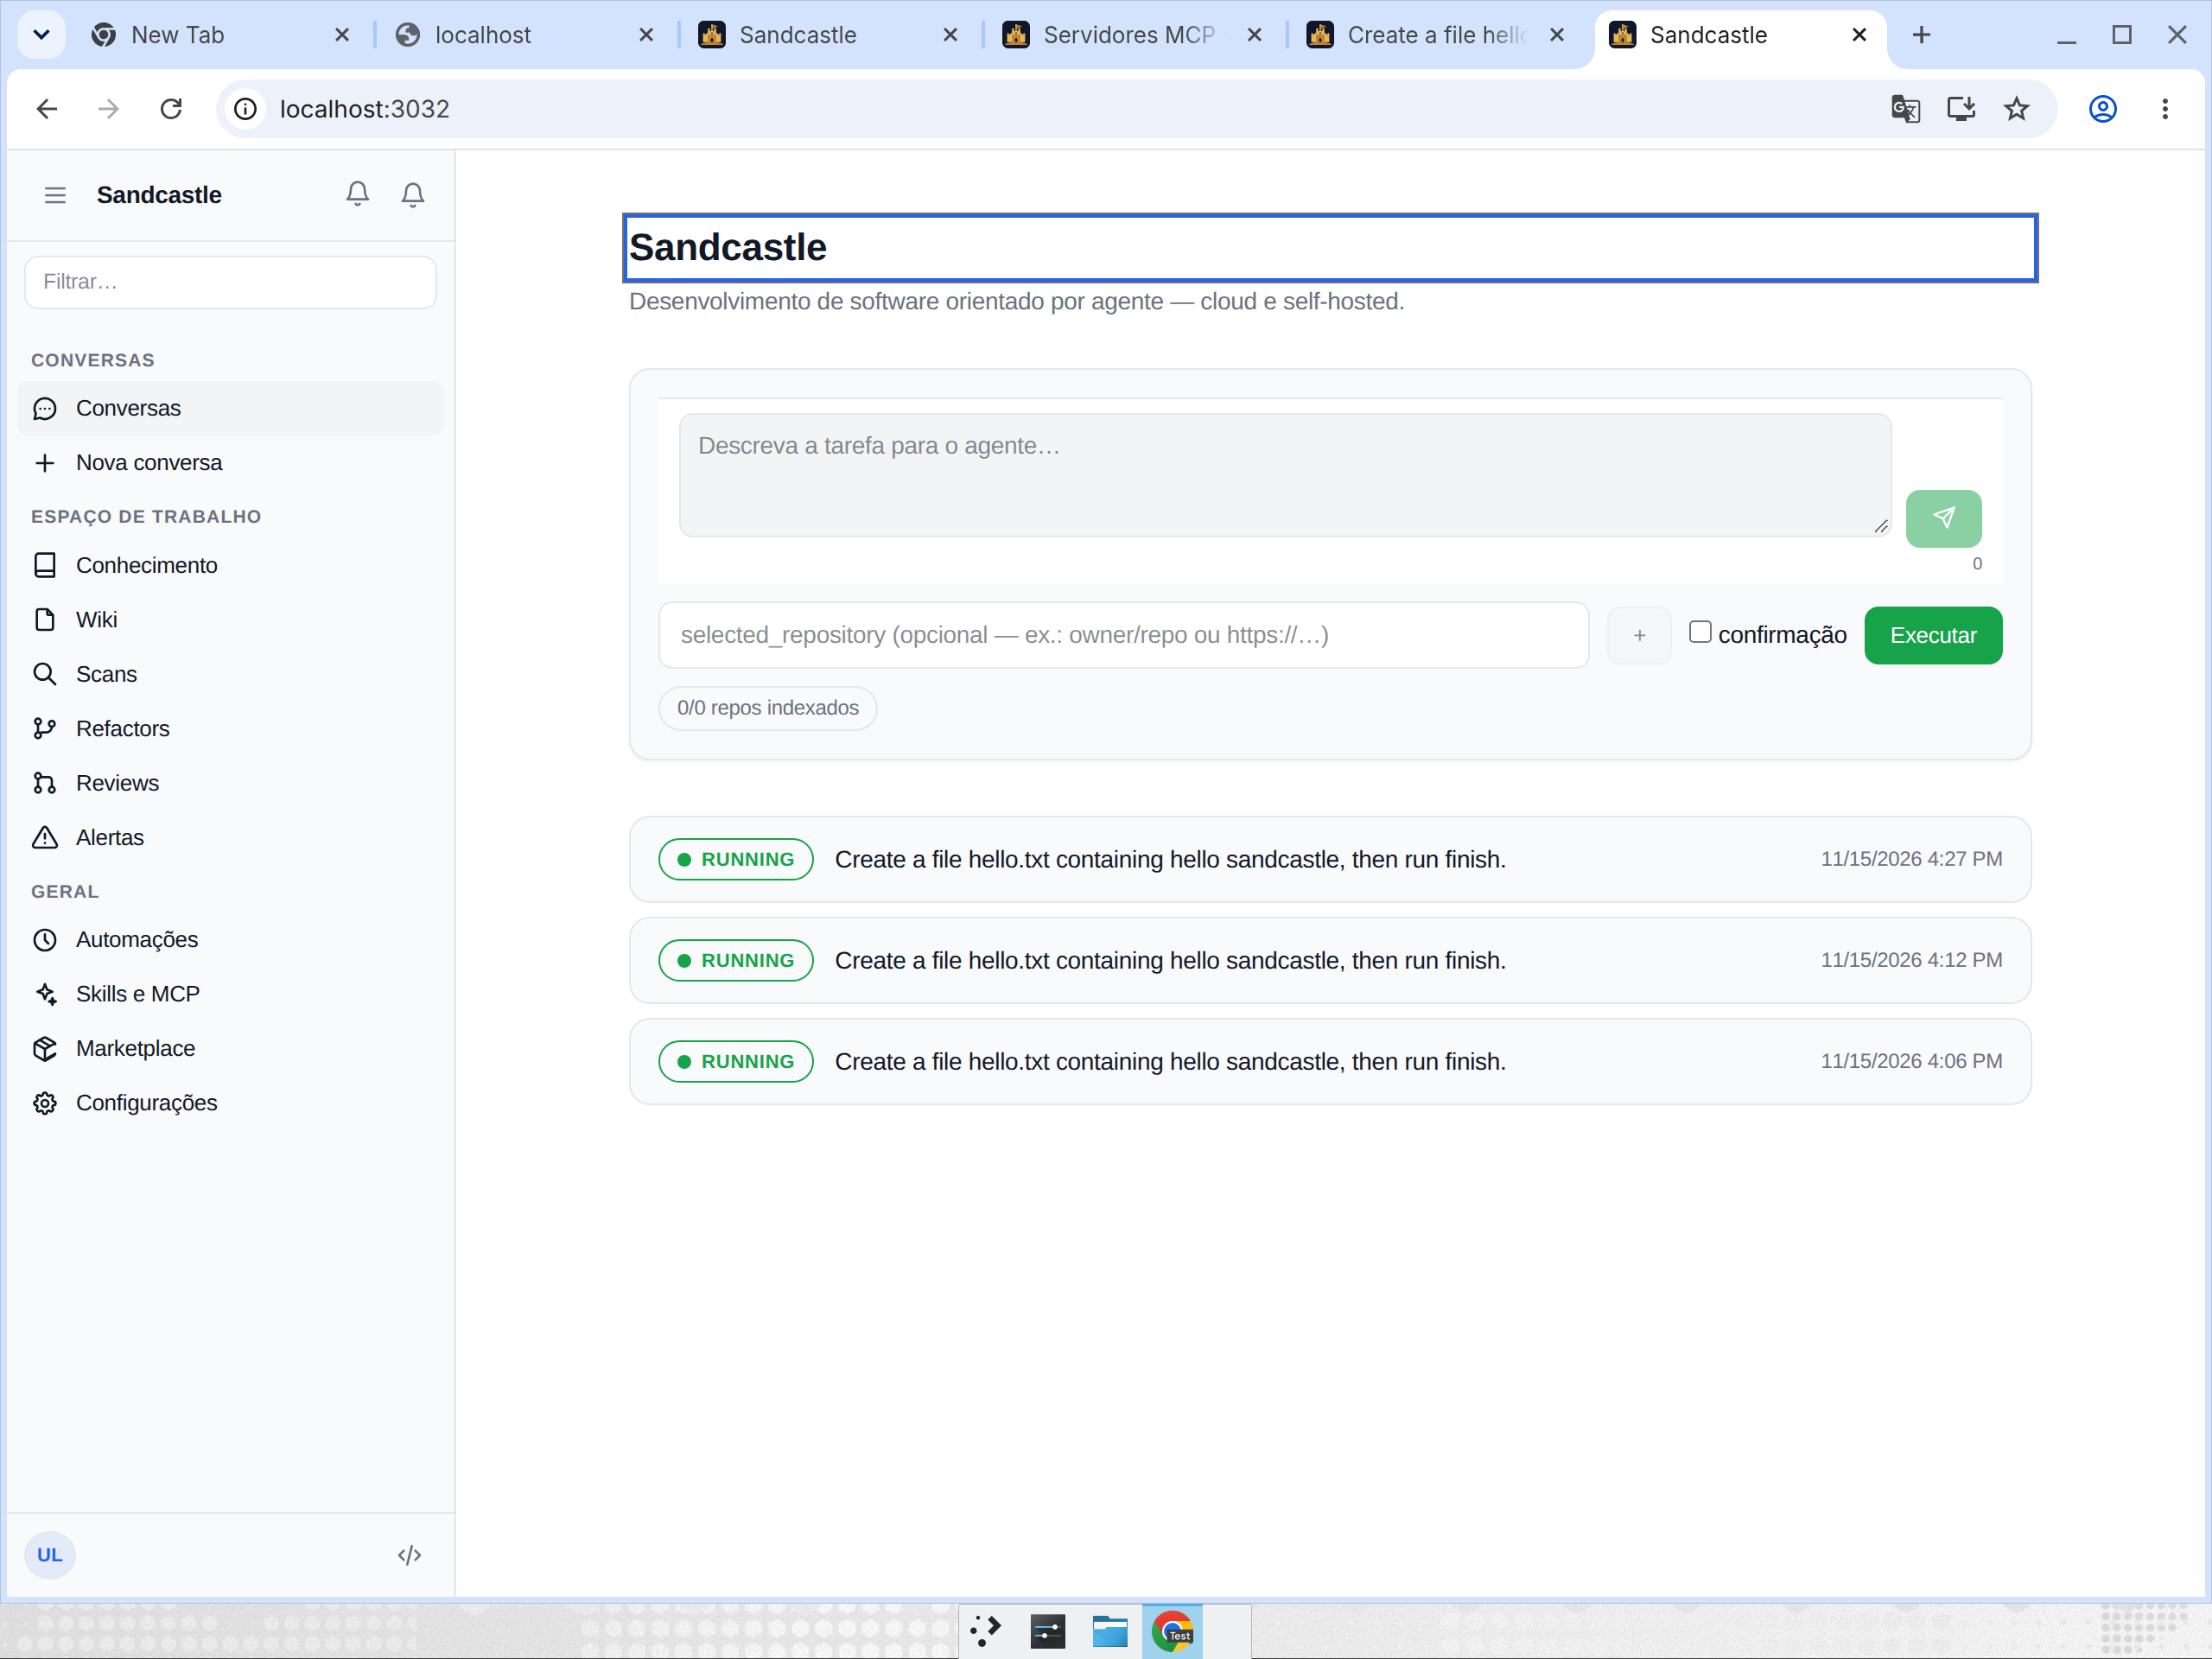 New Tab
localhost
Sandcastle
Servidores MCP
Create a file hello
Sandcastle
localhost:3032
Sandcastle
Filtrar…
CONVERSAS
Conversas
Nova conversa
ESPAÇO DE TRABALHO
Conhecimento
Wiki
Scans
Refactors
Reviews
Alertas
GERAL
Automações
Skills e MCP
Marketplace
Configurações
UL
Sandcastle
Desenvolvimento de software orientado por agente — cloud e self-hosted.
Descreva a tarefa para o agente…
0
selected_repository (opcional — ex.: owner/repo ou https://…)
+
confirmação
Executar
0/0 repos indexados
RUNNING Create a file hello.txt containing hello sandcastle, then run finish. 11/15/2026 4:27 PM
RUNNING Create a file hello.txt containing hello sandcastle, then run finish. 11/15/2026 4:12 PM
RUNNING Create a file hello.txt containing hello sandcastle, then run finish. 11/15/2026 4:06 PM
Test